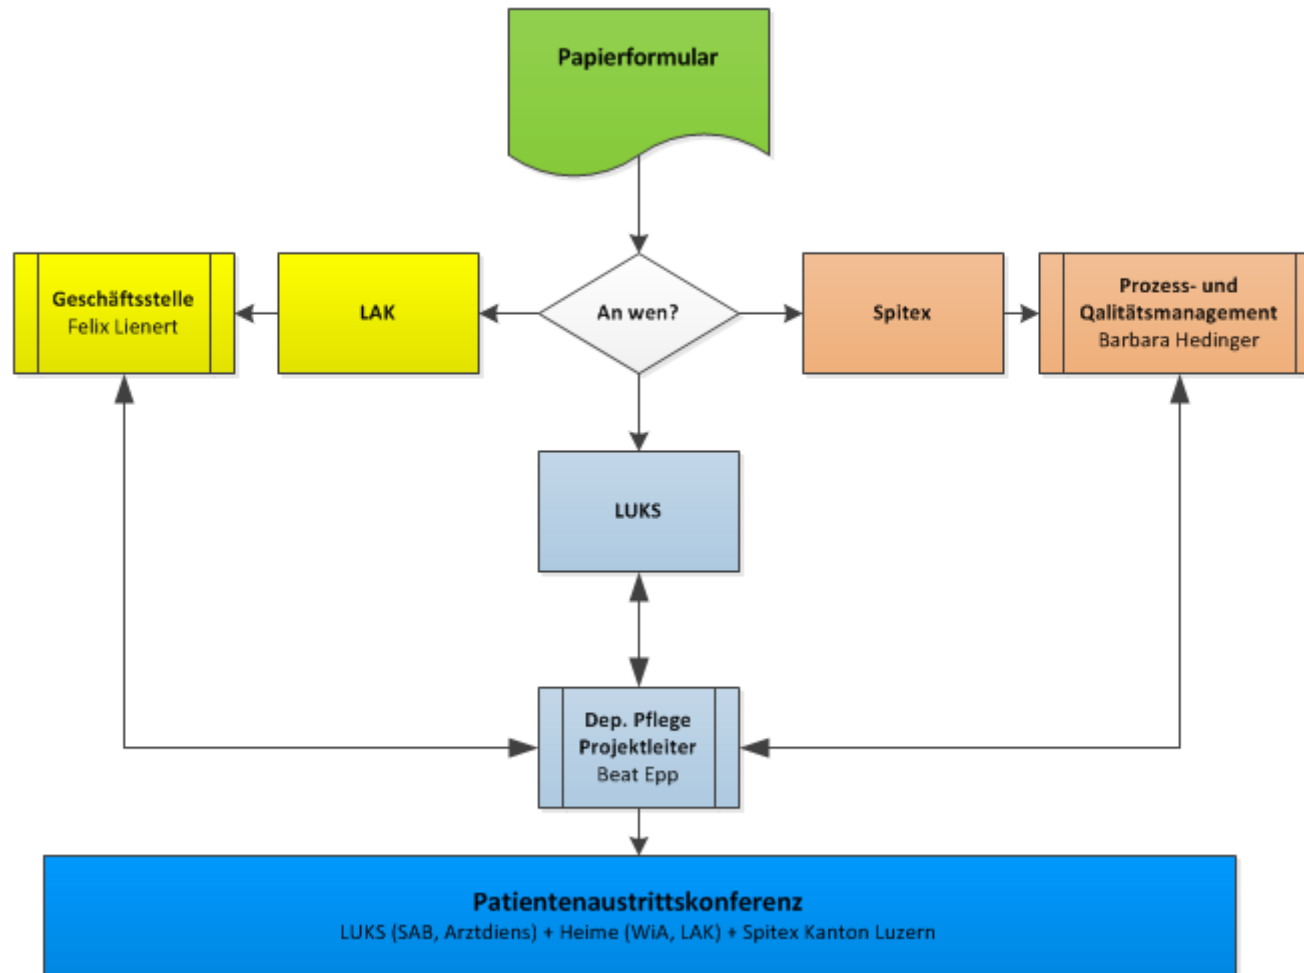 Papierformular
Geschäftsstelle
Felix Lienert
LAK
An wen?
Spitex
Prozess- und
Qalitätsmanagement
Barbara Hedinger
LUKS
Dep. Pflege
Projektleiter
Beat Epp
Patientenaustrittskonferenz
LUKS (SAB, Arztdiens) + Heime (WiA, LAK) + Spitex Kanton Luzern